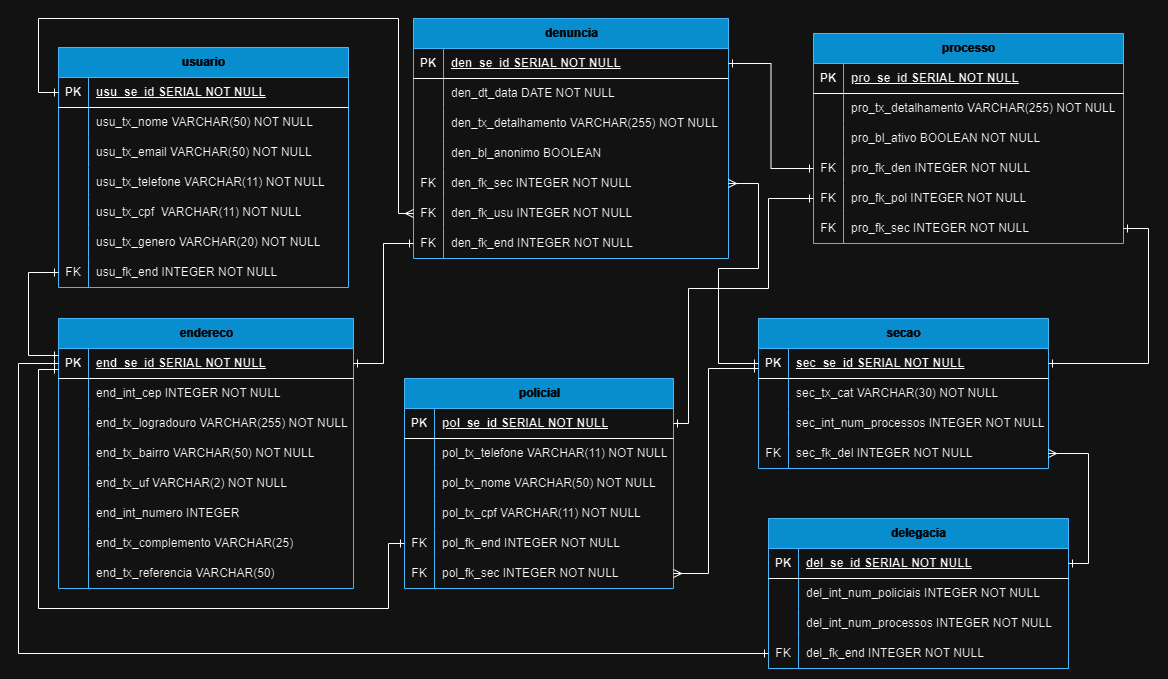 usuario
PK usu_se_id SERIAL NOT NULL
usu_tx_nome VARCHAR(50) NOT NULL
usu_tx_email VARCHAR(50) NOT NULL
usu_tx_telefone VARCHAR(11) NOT NULL
usu_tx_cpf  VARCHAR(11) NOT NULL
usu_tx_genero VARCHAR(20) NOT NULL
FK usu_fk_end INTEGER NOT NULL
denuncia
PK den_se_id SERIAL NOT NULL
den_dt_data DATE NOT NULL
den_tx_detalhamento VARCHAR(255) NOT NULL
den_bl_anonimo BOOLEAN
FK den_fk_sec INTEGER NOT NULL
FK den_fk_usu INTEGER NOT NULL
FK den_fk_end INTEGER NOT NULL
processo
PK pro_se_id SERIAL NOT NULL
pro_tx_detalhamento VARCHAR(255) NOT NULL
pro_bl_ativo BOOLEAN NOT NULL
FK pro_fk_den INTEGER NOT NULL
FK pro_fk_pol INTEGER NOT NULL
FK pro_fk_sec INTEGER NOT NULL
endereco
PK end_se_id SERIAL NOT NULL
end_int_cep INTEGER NOT NULL
end_tx_logradouro VARCHAR(255) NOT NULL
end_tx_bairro VARCHAR(50) NOT NULL
end_tx_uf VARCHAR(2) NOT NULL
end_int_numero INTEGER
end_tx_complemento VARCHAR(25)
end_tx_referencia VARCHAR(50)
policial
PK pol_se_id SERIAL NOT NULL
pol_tx_telefone VARCHAR(11) NOT NULL
pol_tx_nome VARCHAR(50) NOT NULL
pol_tx_cpf VARCHAR(11) NOT NULL
FK pol_fk_end INTEGER NOT NULL
FK pol_fk_sec INTEGER NOT NULL
secao
PK sec_se_id SERIAL NOT NULL
sec_tx_cat VARCHAR(30) NOT NULL
sec_int_num_processos INTEGER NOT NULL
FK sec_fk_del INTEGER NOT NULL
delegacia
PK del_se_id SERIAL NOT NULL
del_int_num_policiais INTEGER NOT NULL
del_int_num_processos INTEGER NOT NULL
FK del_fk_end INTEGER NOT NULL